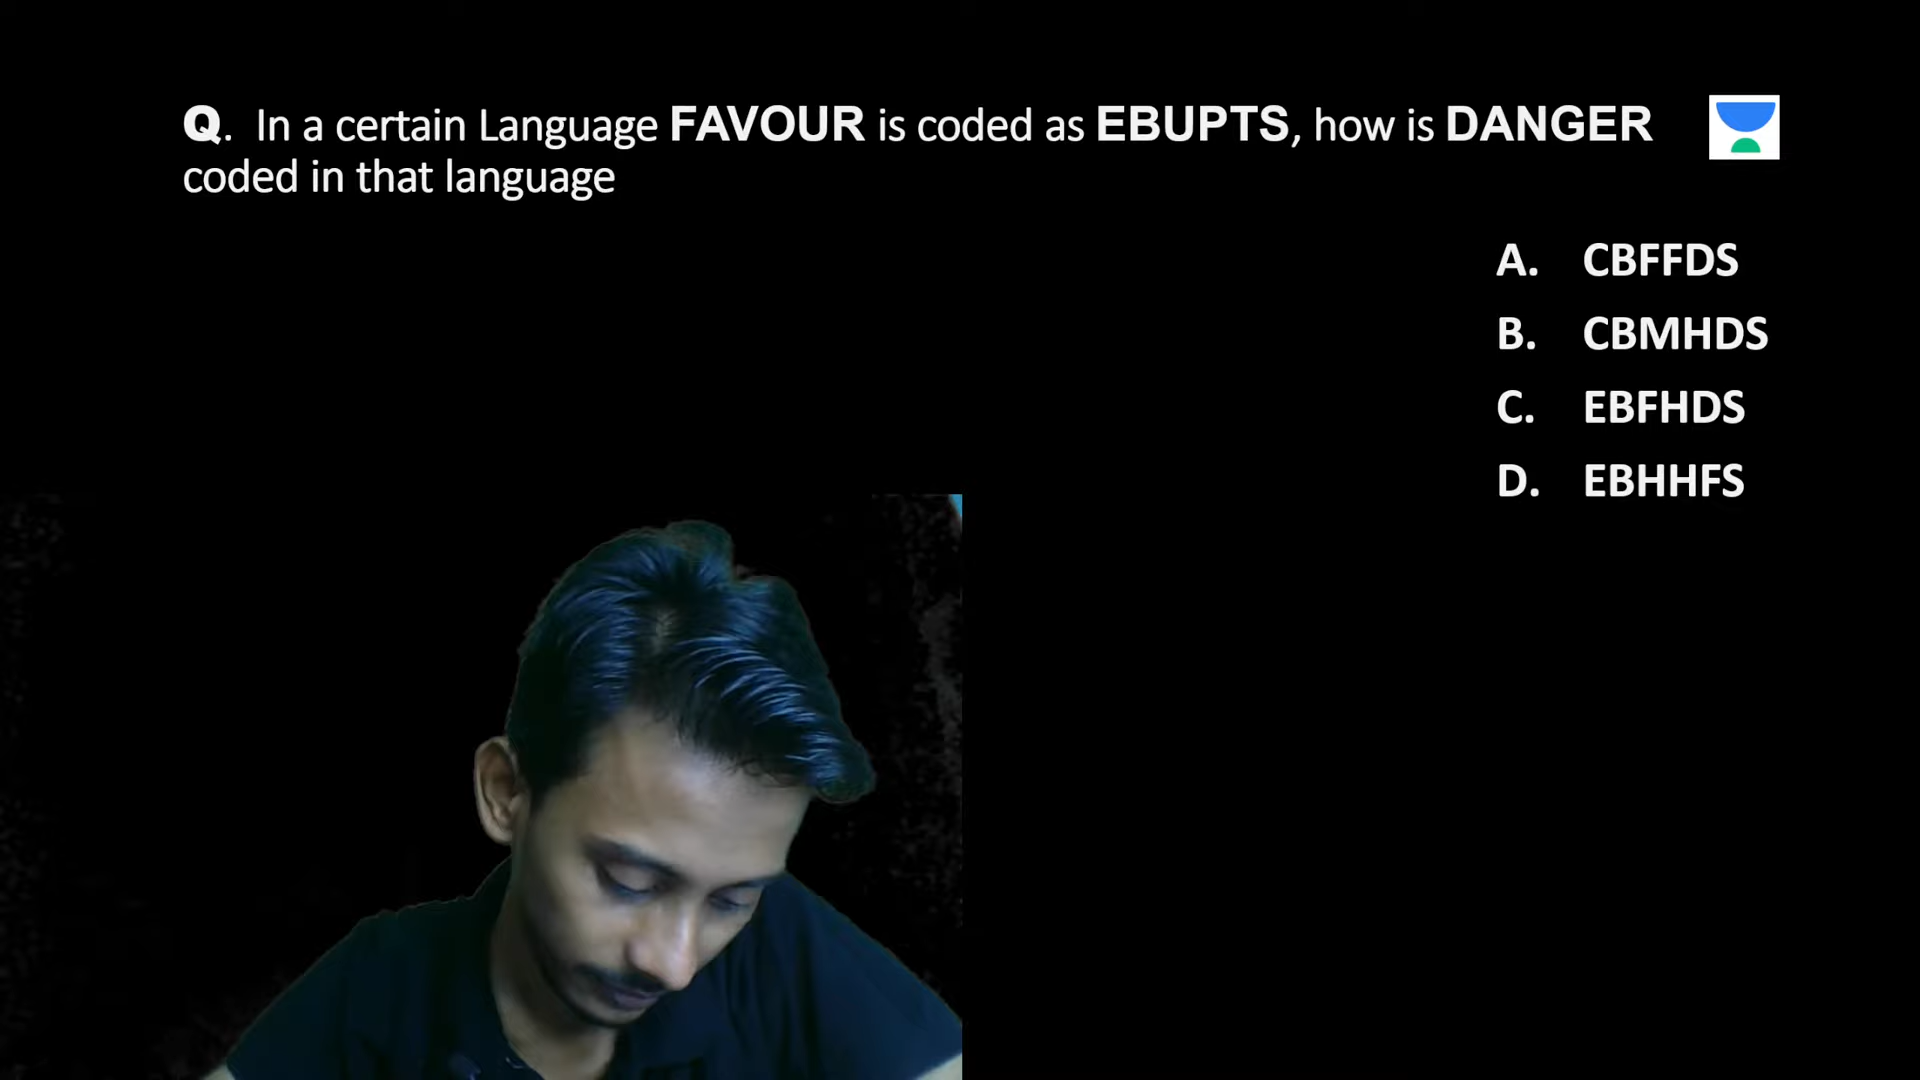 Q. In a certain Language FAVOUR is coded as EBUPTS, how is DANGER
coded in that language
A. CBFFDS
B. CBMHDS
C. EBFHDS
D. EBHHFS